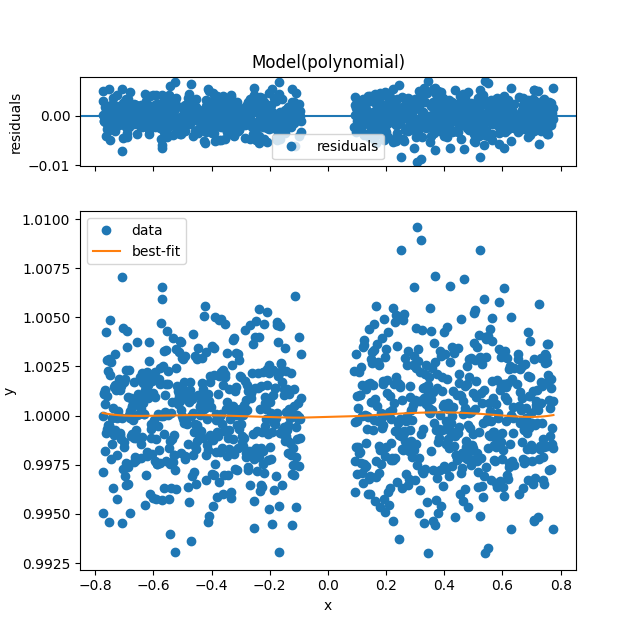 Model(polynomial)
residuals
0.00
−0.01
residuals
y
1.0100
1.0075
1.0050
1.0025
1.0000
0.9975
0.9950
0.9925
data
best-fit
−0.8 −0.6 −0.4 −0.2 0.0 0.2 0.4 0.6 0.8
x